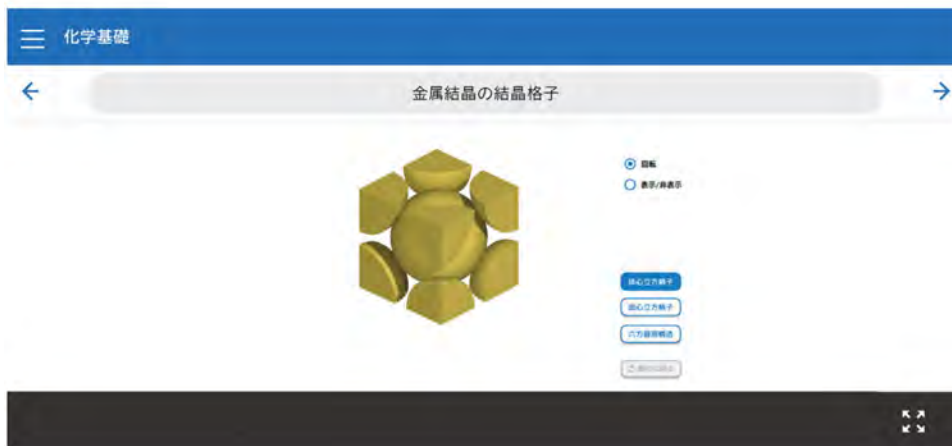 化学基礎
金属結晶の結晶格子
回転
表示/非表示
体心立方格子
面心立方格子
六方最密構造